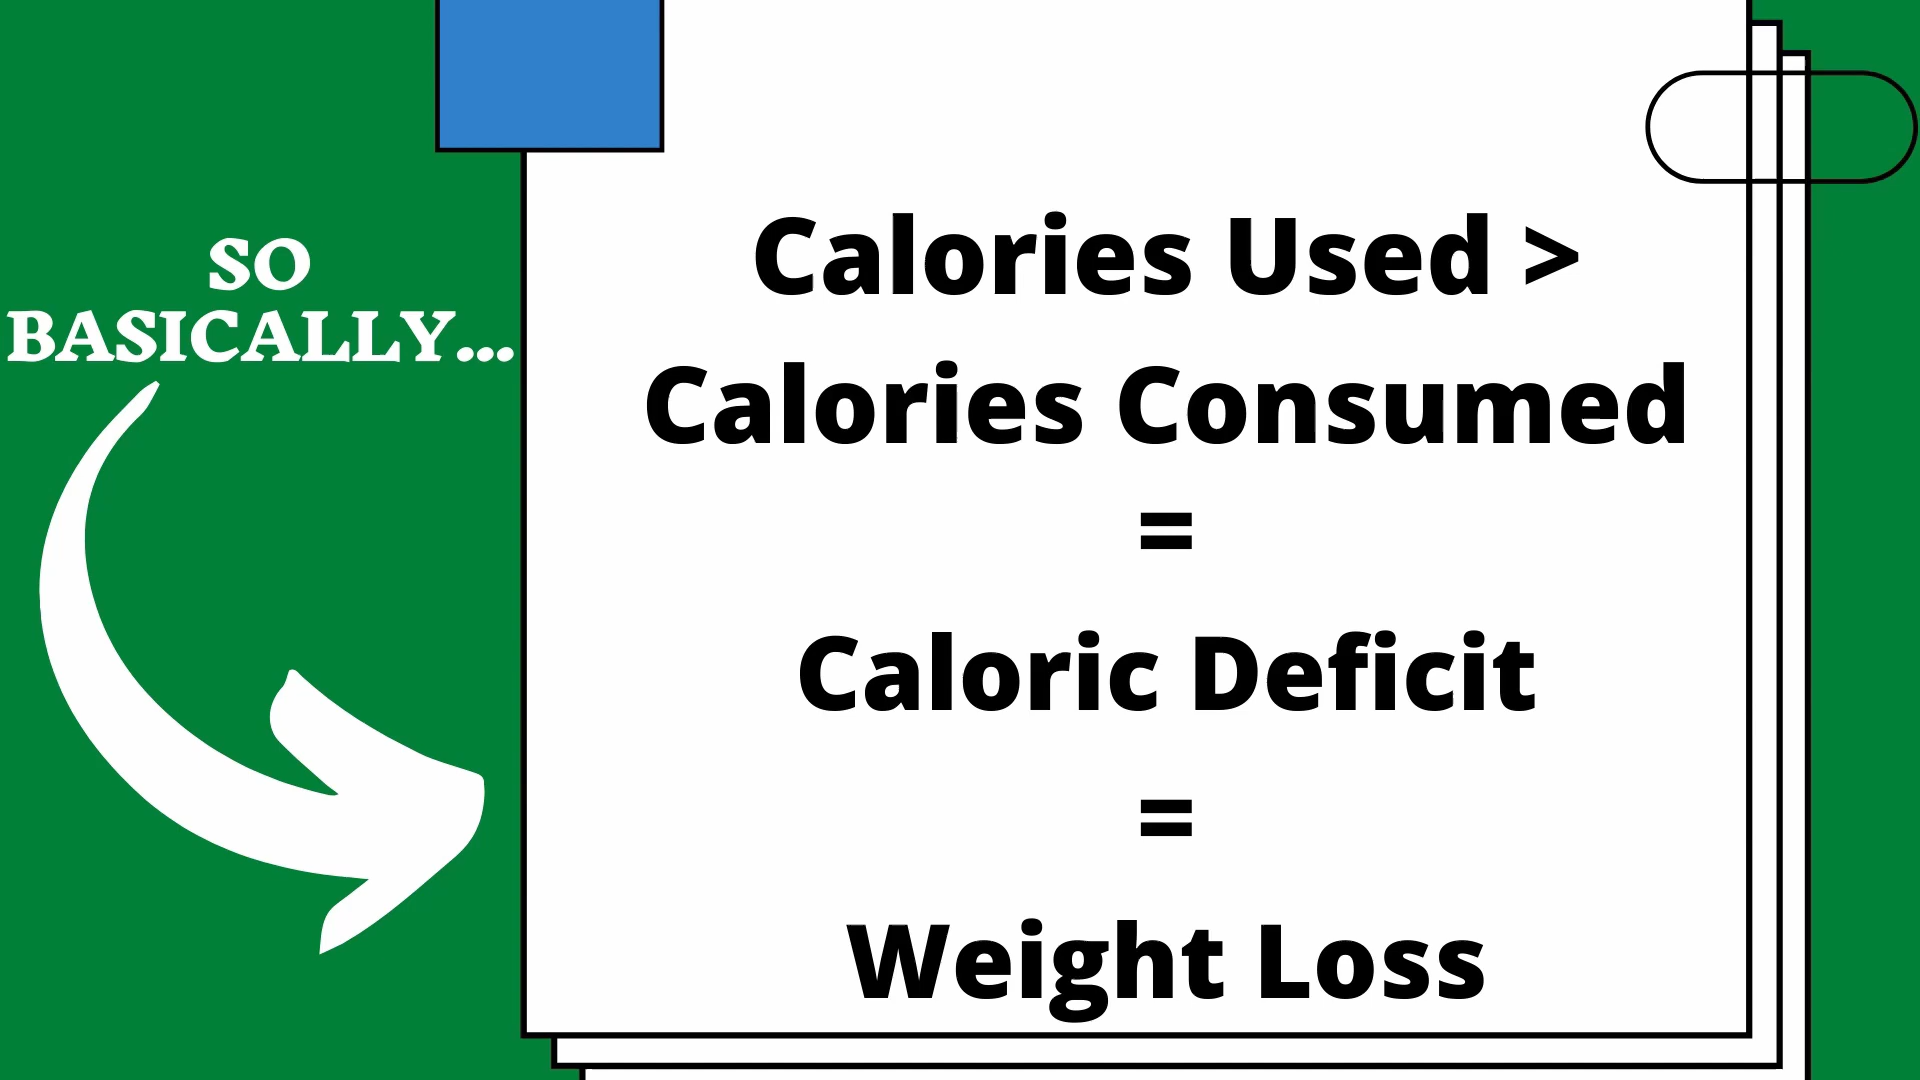 SO
BASICALLY...
Calories Used >
Calories Consumed
=
Caloric Deficit
=
Weight Loss